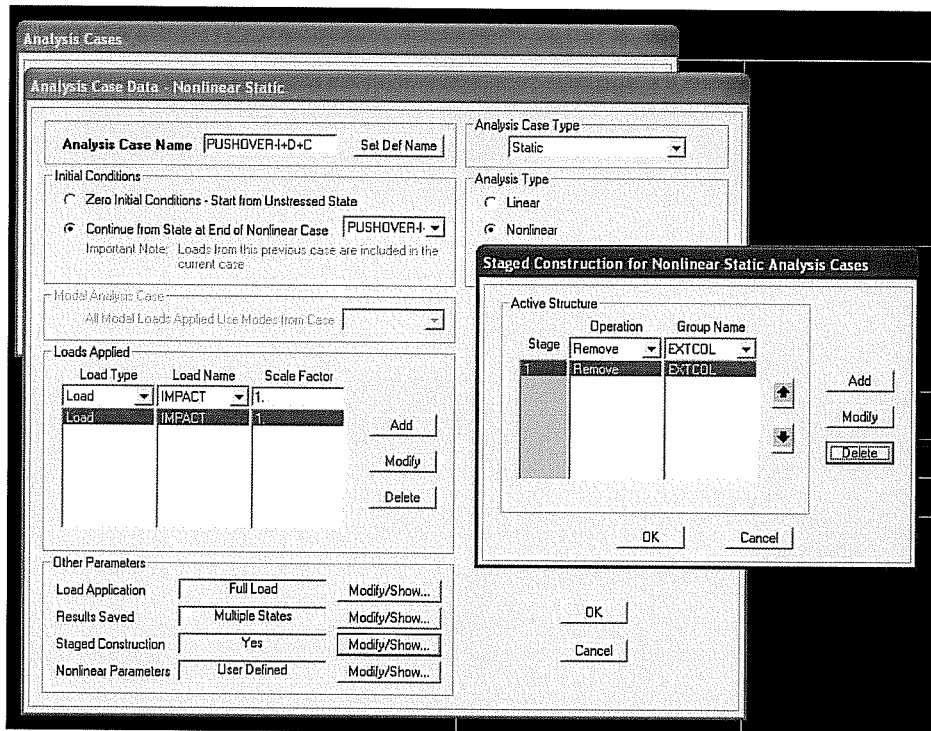 Analysis Cases
Analysis Case Data - Nonlinear Static
Analysis Case Name PUSHOVER-I+D+C Set Def Name
Analysis Case Type
Static
Initial Conditions
Zero Initial Conditions - Start from Unstressed State
Continue from State at End of Nonlinear Case PUSHOVER-I-
Important Note: Loads from this previous case are included in the
current case
Analysis Type
Linear
Nonlinear
Modal Analysis Case
All Modal Loads Applied Use Modes from Case
Loads Applied
Load Type Load Name Scale Factor
Load IMPACT 1.
Load IMPACT 1.
Add
Modify
Delete
Other Parameters
Load Application Full Load Modify/Show...
Results Saved Multiple States Modify/Show...
Staged Construction Yes Modify/Show...
Nonlinear Parameters User Defined Modify/Show...
OK
Cancel
Staged Construction for Nonlinear Static Analysis Cases
Active Structure
Operation Group Name
Stage Remove EXTCOL
1 Remove EXTCOL
Add
Modify
Delete
OK Cancel